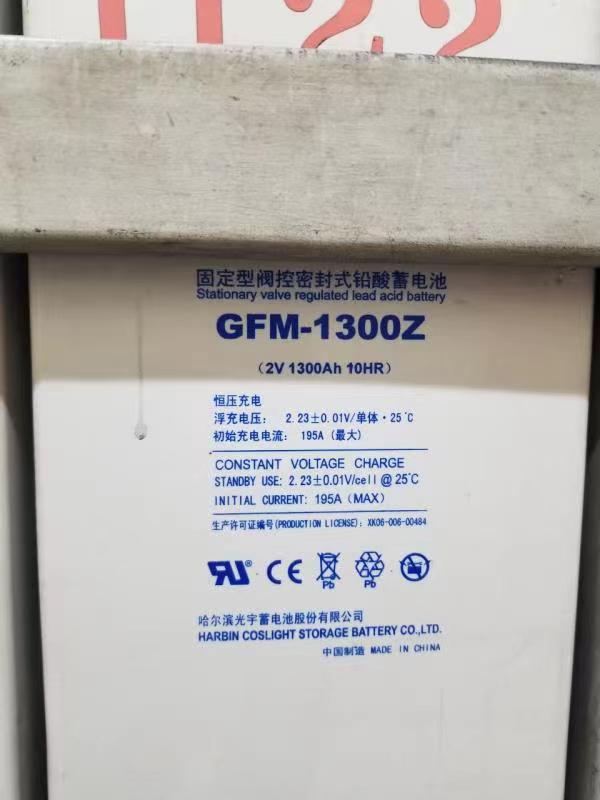 1122
固定型阀控密封式铅酸蓄电池
Stationary valve regulated lead acid battery
GFM-1300Z
(2V 1300Ah 10HR)
恒压充电
浮充电压: 2.23±0.01V/单体·25℃
初始充电电流: 195A (最大)
CONSTANT VOLTAGE CHARGE
STANDBY USE: 2.23±0.01V/cell @ 25℃
INITIAL CURRENT: 195A (MAX)
生产许可证编号(PRODUCTION LICENSE): XK06-006-00484
RU CE Pb Pb
哈尔滨光宇蓄电池股份有限公司
HARBIN COSLIGHT STORAGE BATTERY CO.,LTD.
中国制造 MADE IN CHINA